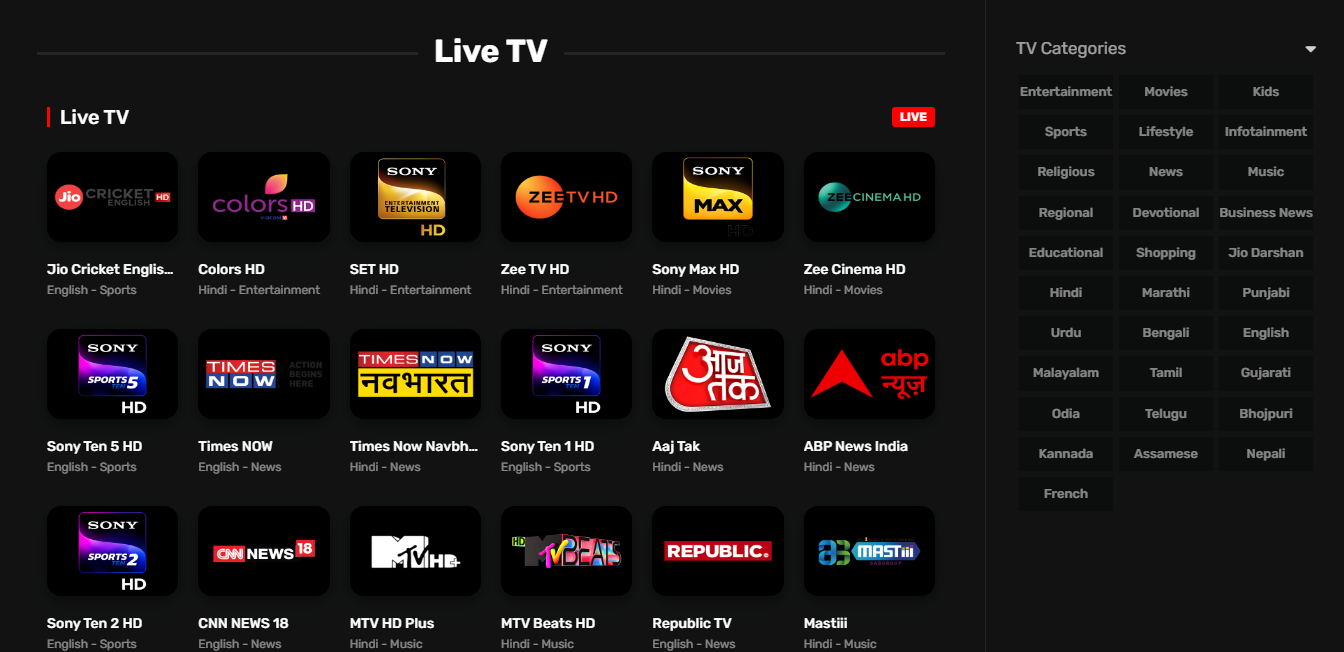 Live TV
Live TV
LIVE
Jio CRICKET ENGLISH HD
colors HD VIACOM 18
SONY ENTERTAINMENT TELEVISION HD
ZEE TV HD
SONY MAX HD
ZEE CINEMA HD
Jio Cricket Englis...
Colors HD
SET HD
Zee TV HD
Sony Max HD
Zee Cinema HD
English - Sports
Hindi - Entertainment
Hindi - Entertainment
Hindi - Entertainment
Hindi - Movies
Hindi - Movies
SONY SPORTS TEN 5 HD
TIMES NOW ACTION BEGINS HERE
TIMES NOW नवभारत
SONY SPORTS TEN 1 HD
आज तक
abp न्यूज़
Sony Ten 5 HD
Times NOW
Times Now Navbh...
Sony Ten 1 HD
Aaj Tak
ABP News India
English - Sports
English - News
Hindi - News
English - Sports
Hindi - News
Hindi - News
SONY SPORTS TEN 2 HD
CNN NEWS 18
MTV HD+
HD MTV BEATS
REPUBLIC.
MASTiii SABGROUP
Sony Ten 2 HD
CNN NEWS 18
MTV HD Plus
MTV Beats HD
Republic TV
Mastiii
English - Sports
English - News
Hindi - Music
Hindi - Music
English - News
Hindi - Music
TV Categories
Entertainment
Movies
Kids
Sports
Lifestyle
Infotainment
Religious
News
Music
Regional
Devotional
Business News
Educational
Shopping
Jio Darshan
Hindi
Marathi
Punjabi
Urdu
Bengali
English
Malayalam
Tamil
Gujarati
Odia
Telugu
Bhojpuri
Kannada
Assamese
Nepali
French